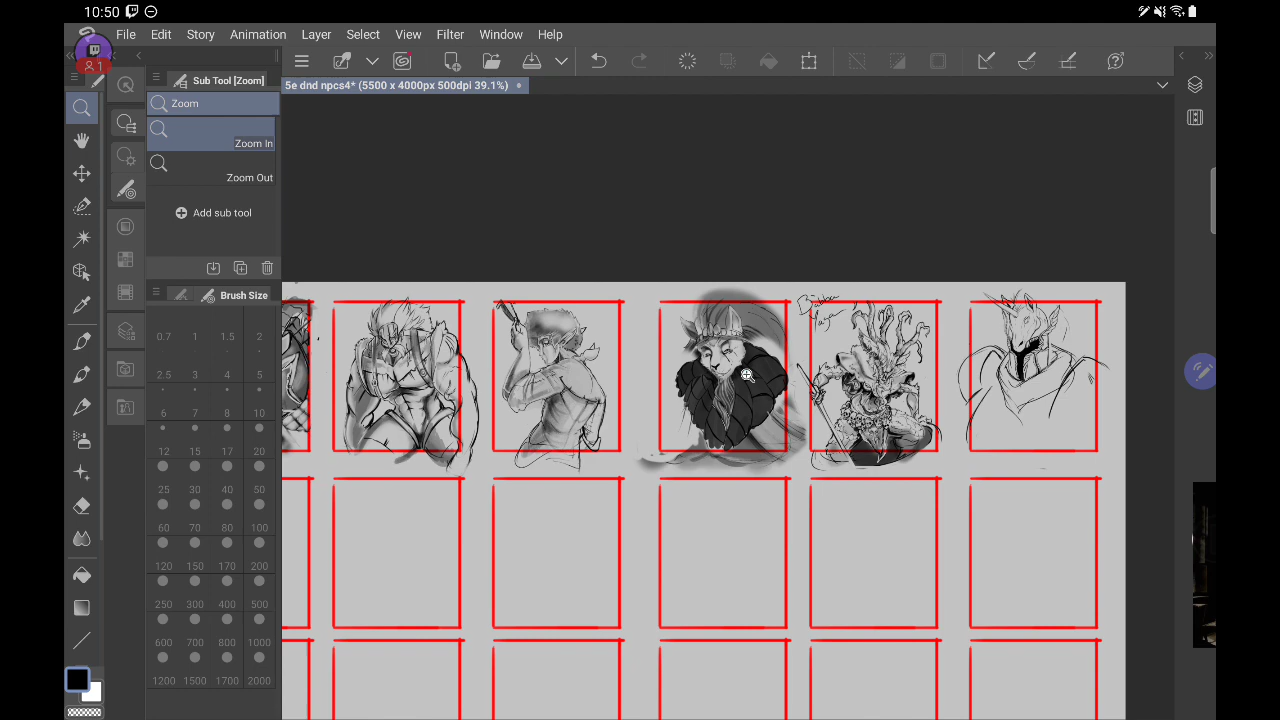 10:50
File Edit Story Animation Layer Select View Filter Window Help
1
Sub Tool [Zoom]
5e dnd npcs4* (5500 x 4000px 500dpi 39.1%)
Zoom
Zoom In
Zoom Out
Add sub tool
Brush Size
0.7 1 1.5 2
2.5 3 4 5
6 7 8 10
12 15 17 20
25 30 40 50
60 70 80 100
120 150 170 200
250 300 400 500
600 700 800 1000
1200 1500 1700 2000